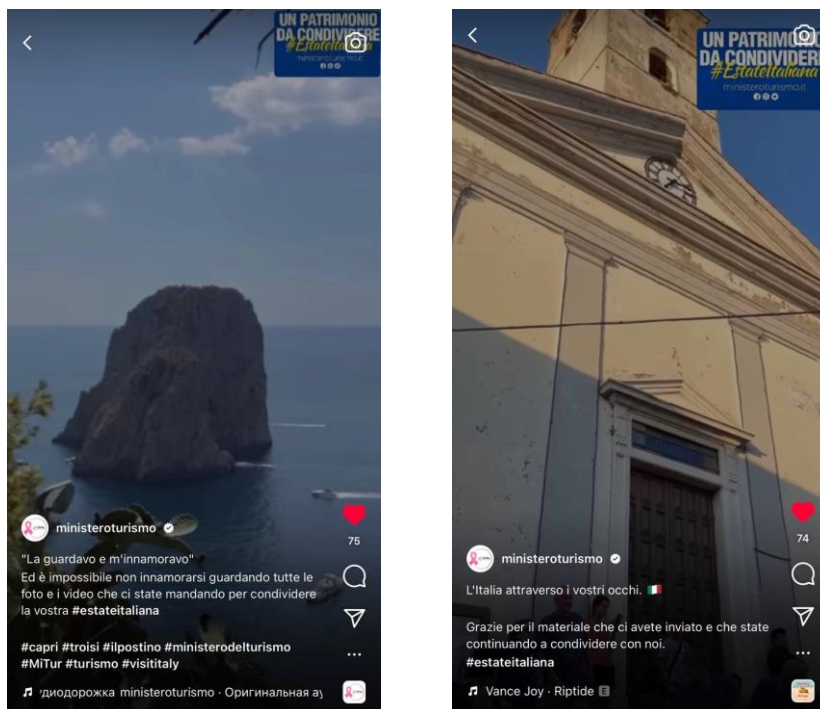 UN PATRIMONIO
DA CONDIVIDERE
#EstateItaliana
ministeroturismo.it
ministeroturismo
75
"La guardavo e m'innamoravo"
Ed è impossibile non innamorarsi guardando tutte le
foto e i video che ci state mandando per condividere
la vostra #estateitaliana
#capri #troisi #ilpostino #ministerodelturismo
#MiTur #turismo #visititaly
диодорожка ministeroturismo · Оригинальная ау
UN PATRIMONIO
DA CONDIVIDERE
#EstateItaliana
ministeroturismo.it
ministeroturismo
74
L'Italia attraverso i vostri occhi. 🇮🇹
Grazie per il materiale che ci avete inviato e che state
continuando a condividere con noi.
#estateitaliana
Vance Joy · Riptide E